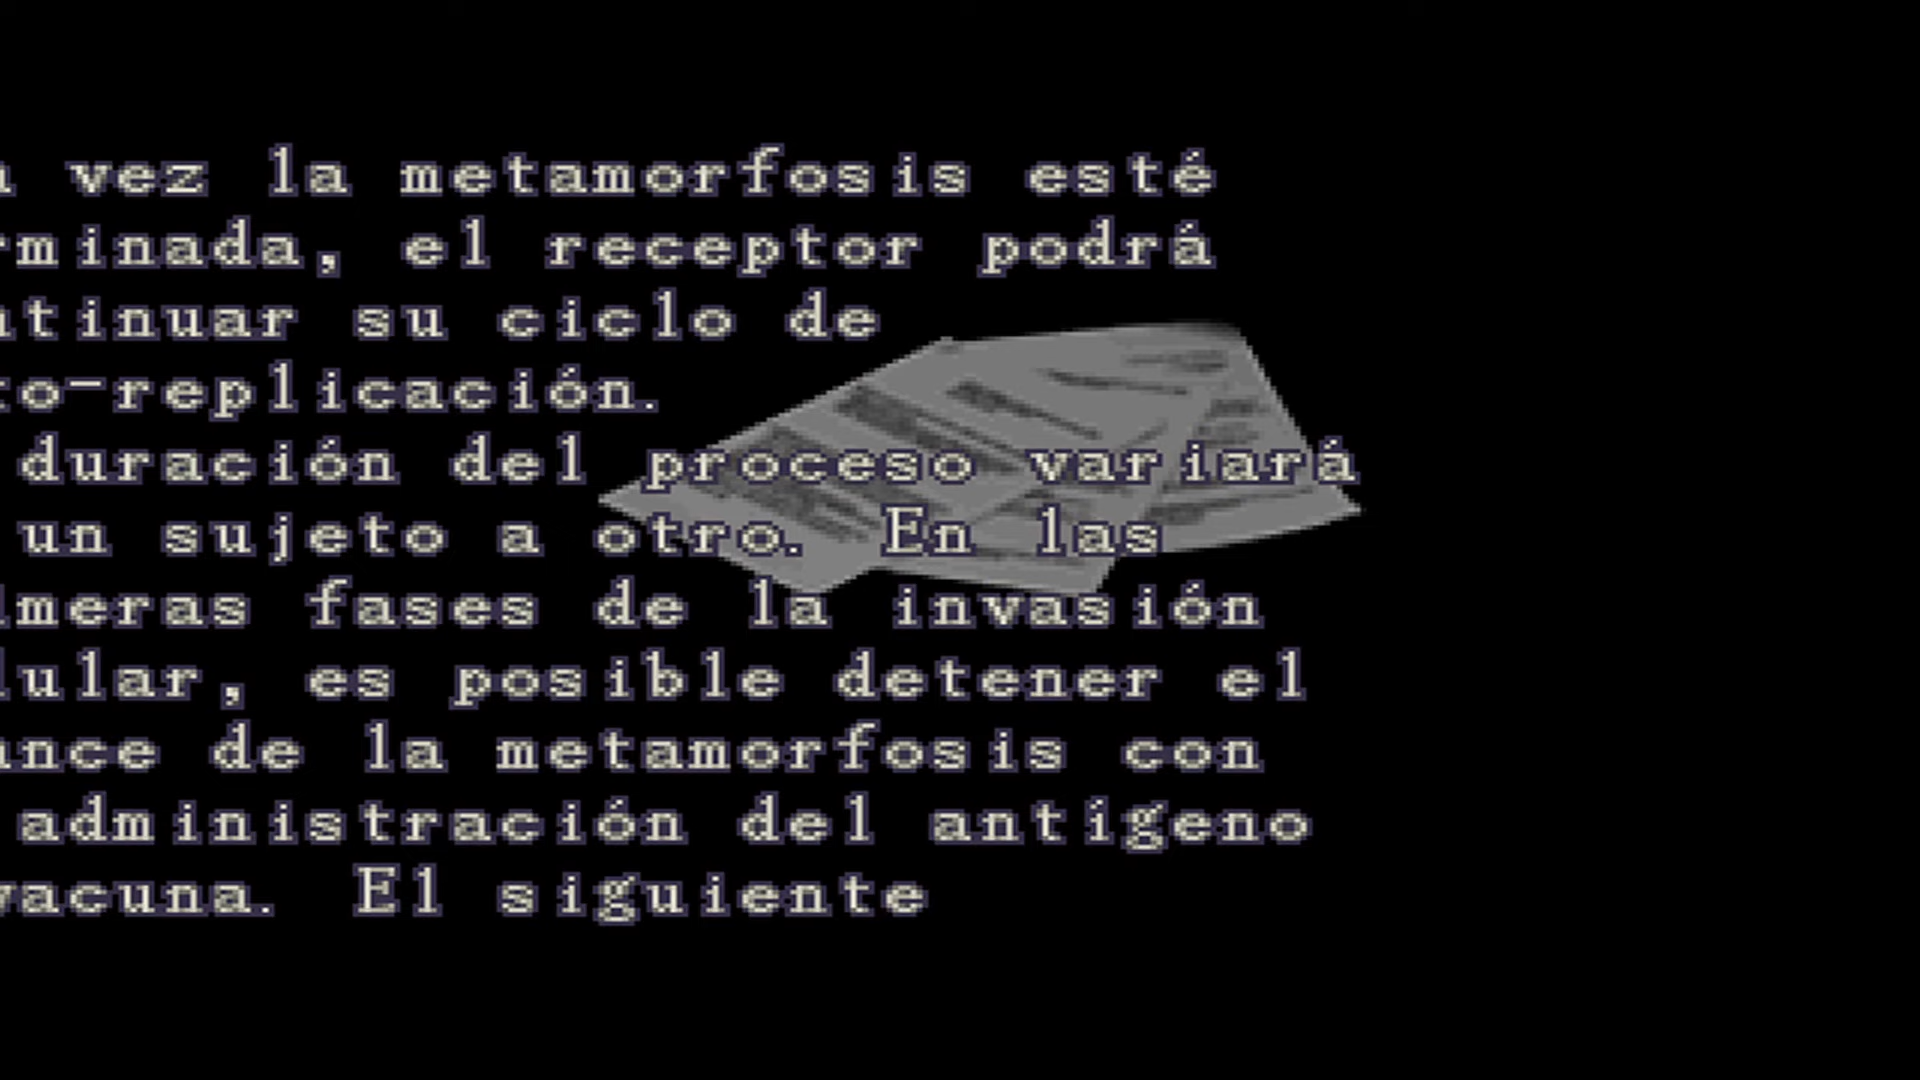 vez la metamorfosis esté
minada, el receptor podrá
tinuar su ciclo de
o-replicación.
duración del proceso variará
un sujeto a otro. En las
meras fases de la invasión
lular, es posible detener el
nce de la metamorfosis con
administración del antígeno
vacuna. El siguiente